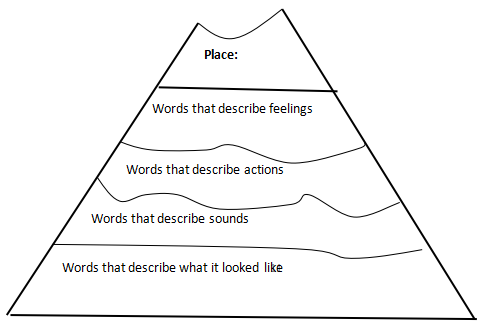 Place:
Words that describe feelings
Words that describe actions
Words that describe sounds
Words that describe what it looked like